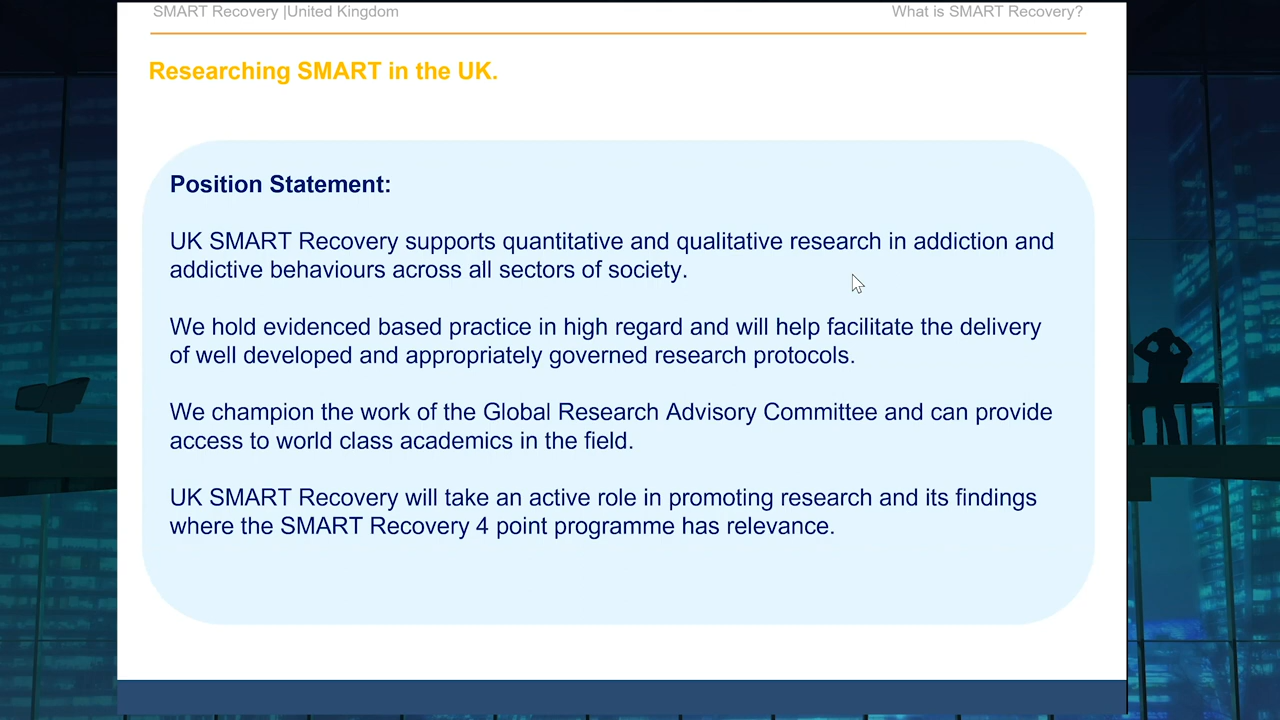 SMART Recovery |United Kingdom
What is SMART Recovery?
Researching SMART in the UK.
Position Statement:
UK SMART Recovery supports quantitative and qualitative research in addiction and
addictive behaviours across all sectors of society.
We hold evidenced based practice in high regard and will help facilitate the delivery
of well developed and appropriately governed research protocols.
We champion the work of the Global Research Advisory Committee and can provide
access to world class academics in the field.
UK SMART Recovery will take an active role in promoting research and its findings
where the SMART Recovery 4 point programme has relevance.